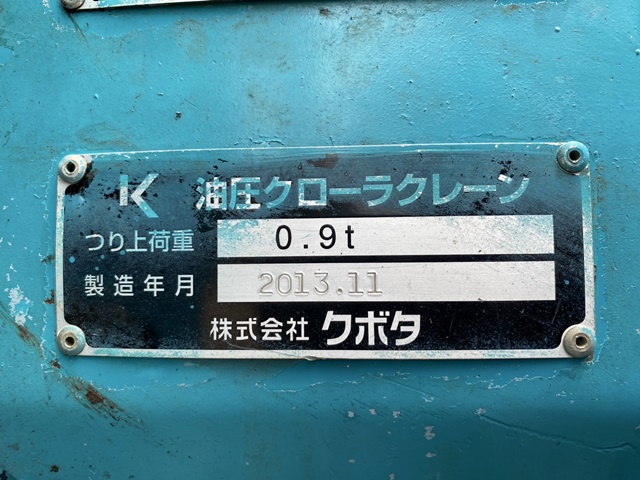 K 油圧クローラクレーン
つり上荷重 0.9t
製造年月 2013.11
株式会社 クボタ